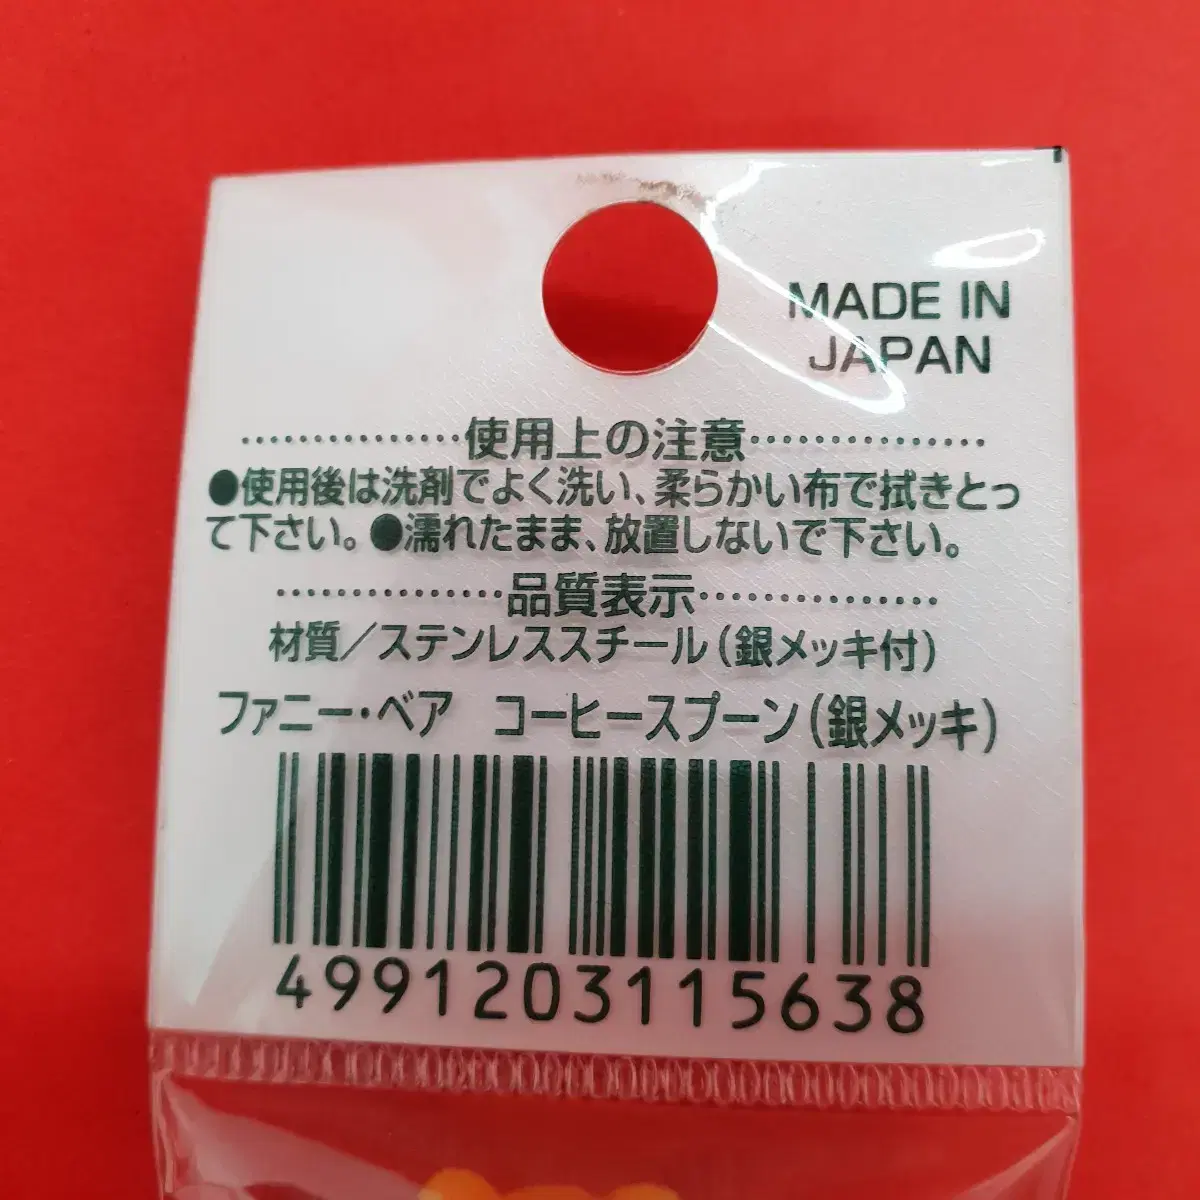 MADE IN
JAPAN
……………使用上の注意……………
●使用後は洗剤でよく洗い、柔らかい布で拭きとっ
て下さい。●濡れたまま、放置しないで下さい。
……………品質表示……………
材質／ステンレススチール（銀メッキ付）
ファニー・ベア　コーヒースプーン（銀メッキ）
4991203115638